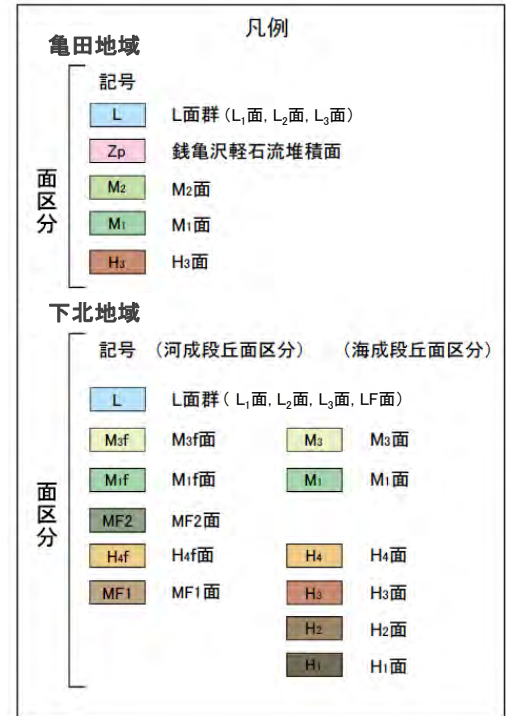 凡例
亀田地域
記号
L L面群（L₁面, L₂面, L₃面）
Zp 銭亀沢軽石流堆積面
M₂ M₂面
M₁ M₁面
H₃ H₃面
面区分
下北地域
記号 （河成段丘面区分） （海成段丘面区分）
L L面群（L₁面, L₂面, L₃面, LF面）
M₃f M₃f面 M₃ M₃面
M₁f M₁f面 M₁ M₁面
MF2 MF2面
H₄f H₄f面 H₄ H₄面
MF1 MF1面 H₃ H₃面
H₂ H₂面
H₁ H₁面
面区分